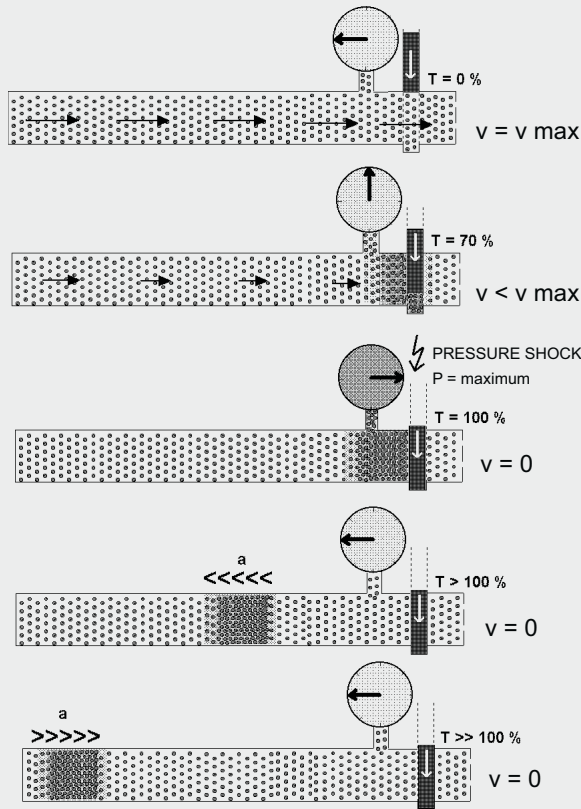 T = 0 %
v = v max
T = 70 %
v < v max
PRESSURE SHOCK
P = maximum
T = 100 %
v = 0
a
<<<<<
T > 100 %
v = 0
a
>>>>>
T >> 100 %
v = 0